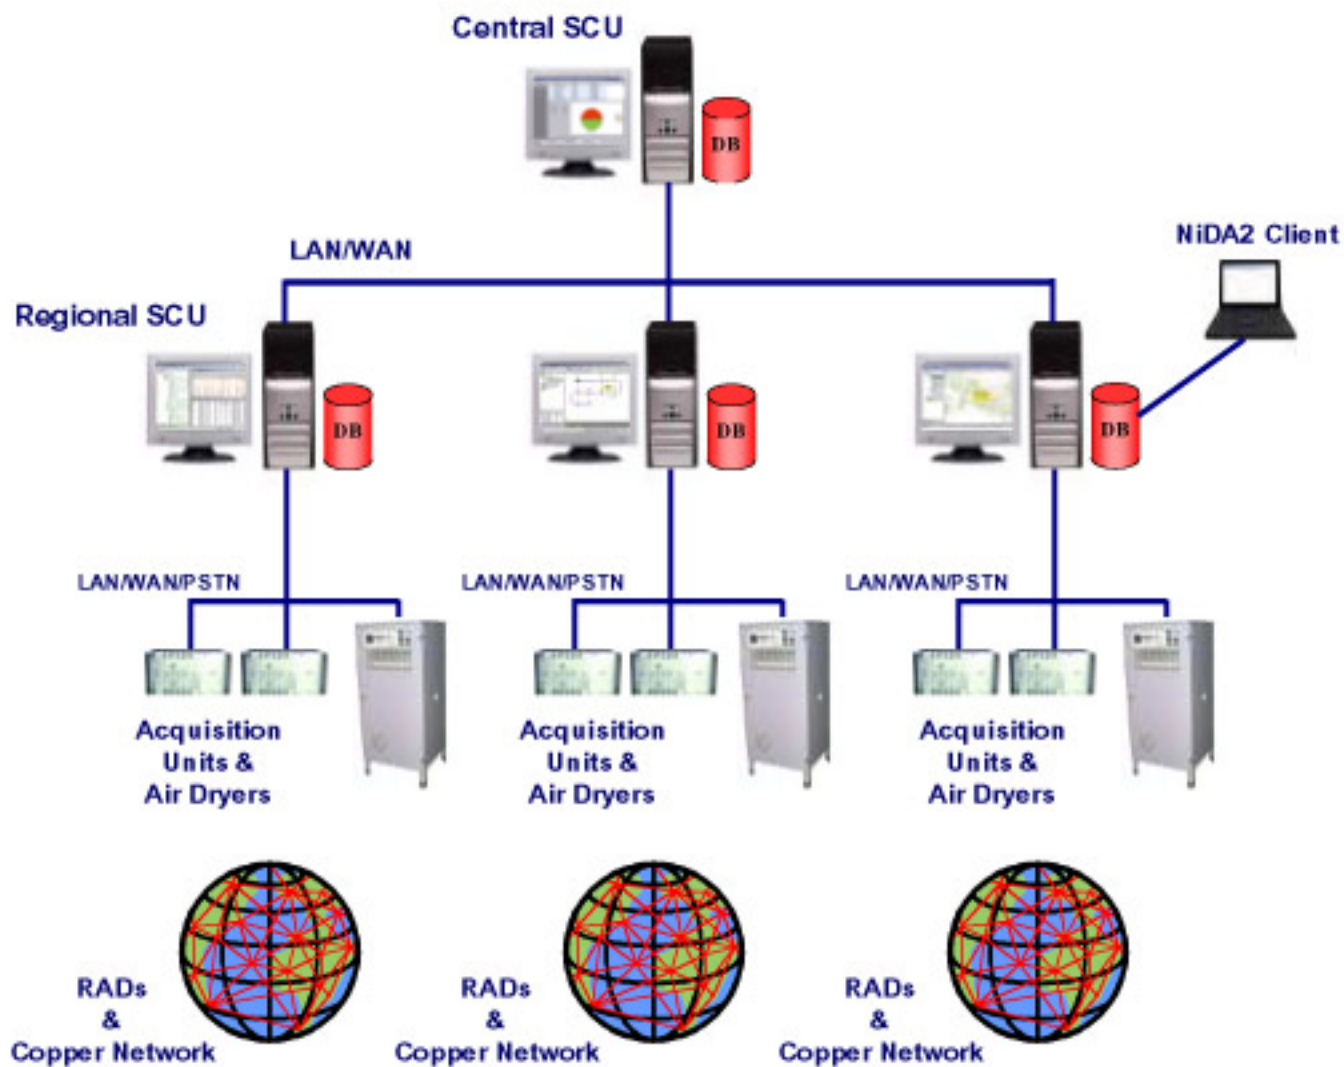 Central SCU
DB
LAN/WAN
NiDA2 Client
Regional SCU
DB
DB
DB
LAN/WAN/PSTN
LAN/WAN/PSTN
LAN/WAN/PSTN
Acquisition
Units &
Air Dryers
Acquisition
Units &
Air Dryers
Acquisition
Units &
Air Dryers
RADs
&
Copper Network
RADs
&
Copper Network
RADs
&
Copper Network